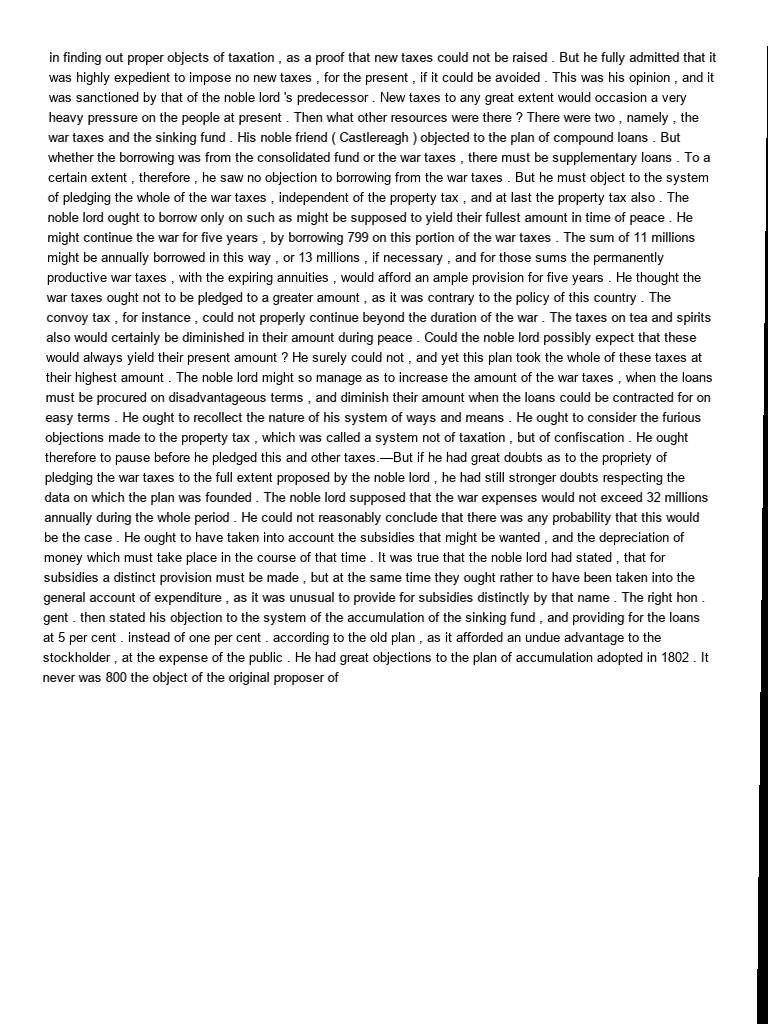 in finding out proper objects of taxation , as a proof that new taxes could not be raised . But he fully admitted that it
was highly expedient to impose no new taxes , for the present , if it could be avoided . This was his opinion , and it
was sanctioned by that of the noble lord 's predecessor . New taxes to any great extent would occasion a very
heavy pressure on the people at present . Then what other resources were there ? There were two , namely , the
war taxes and the sinking fund . His noble friend ( Castlereagh ) objected to the plan of compound loans . But
whether the borrowing was from the consolidated fund or the war taxes , there must be supplementary loans . To a
certain extent , therefore , he saw no objection to borrowing from the war taxes . But he must object to the system
of pledging the whole of the war taxes , independent of the property tax , and at last the property tax also . The
noble lord ought to borrow only on such as might be supposed to yield their fullest amount in time of peace . He
might continue the war for five years , by borrowing 799 on this portion of the war taxes . The sum of 11 millions
might be annually borrowed in this way , or 13 millions , if necessary , and for those sums the permanently
productive war taxes , with the expiring annuities , would afford an ample provision for five years . He thought the
war taxes ought not to be pledged to a greater amount , as it was contrary to the policy of this country . The
convoy tax , for instance , could not properly continue beyond the duration of the war . The taxes on tea and spirits
also would certainly be diminished in their amount during peace . Could the noble lord possibly expect that these
would always yield their present amount ? He surely could not , and yet this plan took the whole of these taxes at
their highest amount . The noble lord might so manage as to increase the amount of the war taxes , when the loans
must be procured on disadvantageous terms , and diminish their amount when the loans could be contracted for on
easy terms . He ought to recollect the nature of his system of ways and means . He ought to consider the furious
objections made to the property tax , which was called a system not of taxation , but of confiscation . He ought
therefore to pause before he pledged this and other taxes.—But if he had great doubts as to the propriety of
pledging the war taxes to the full extent proposed by the noble lord , he had still stronger doubts respecting the
data on which the plan was founded . The noble lord supposed that the war expenses would not exceed 32 millions
annually during the whole period . He could not reasonably conclude that there was any probability that this would
be the case . He ought to have taken into account the subsidies that might be wanted , and the depreciation of
money which must take place in the course of that time . It was true that the noble lord had stated , that for
subsidies a distinct provision must be made , but at the same time they ought rather to have been taken into the
general account of expenditure , as it was unusual to provide for subsidies distinctly by that name . The right hon .
gent . then stated his objection to the system of the accumulation of the sinking fund , and providing for the loans
at 5 per cent . instead of one per cent . according to the old plan , as it afforded an undue advantage to the
stockholder , at the expense of the public . He had great objections to the plan of accumulation adopted in 1802 . It
never was 800 the object of the original proposer of